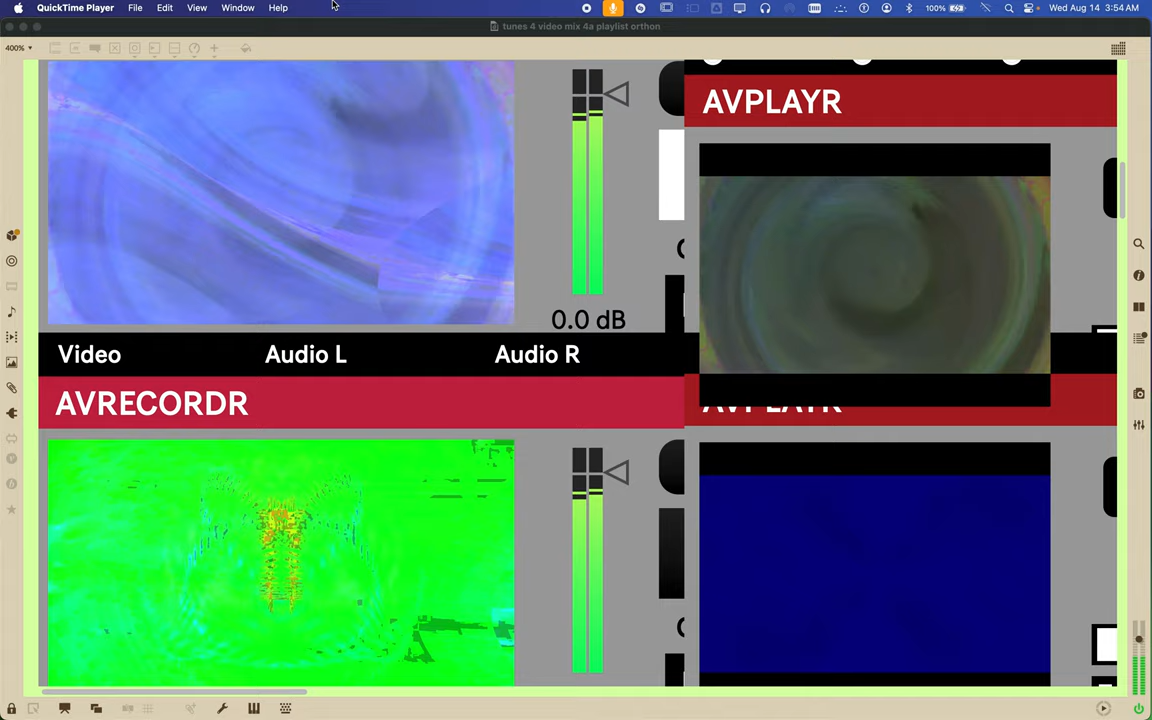 QuickTime Player File Edit View Window Help 100% Wed Aug 14 3:54 AM
tunes 4 video mix 4a playlist orthon
400%
AVPLAYR
0.0 dB
Video Audio L Audio R
AVRECORDR
AVPLAYR